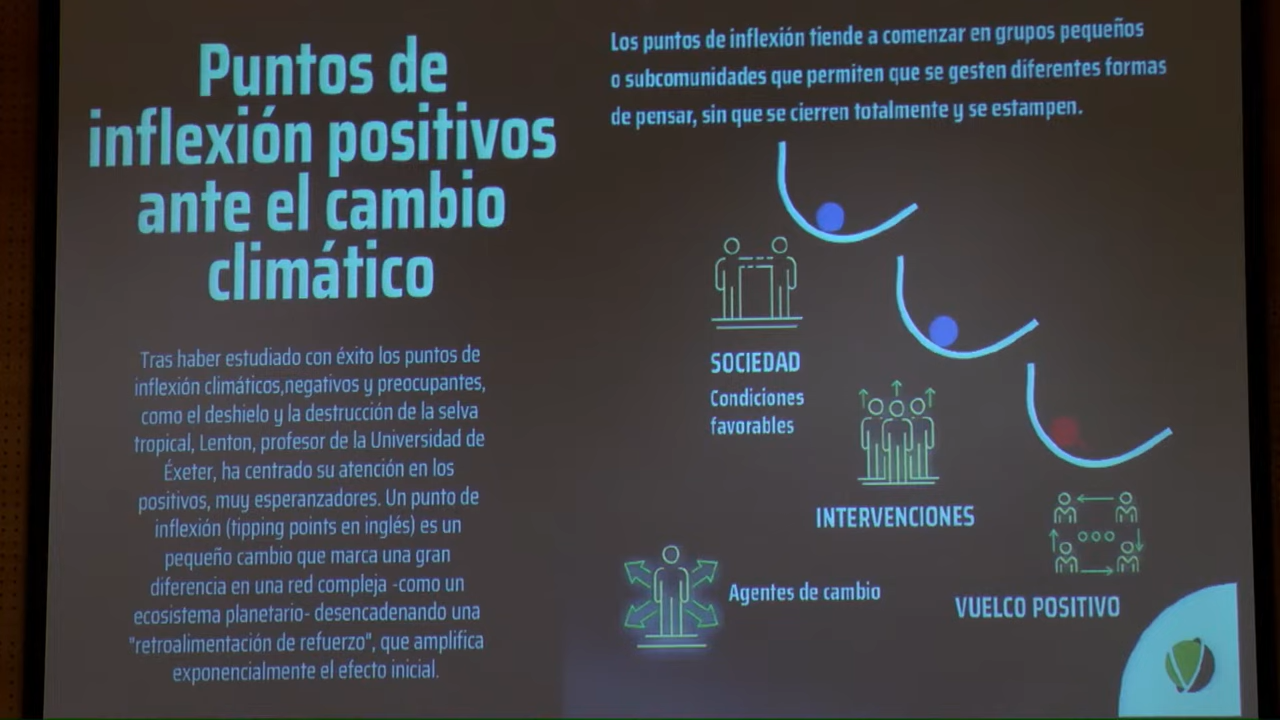 Puntos de
inflexión positivos
ante el cambio
climático
Tras haber estudiado con éxito los puntos de
inflexión climáticos,negativos y preocupantes,
como el deshielo y la destrucción de la selva
tropical, Lenton, profesor de la Universidad de
Éxeter, ha centrado su atención en los
positivos, muy esperanzadores. Un punto de
inflexión (tipping points en inglés) es un
pequeño cambio que marca una gran
diferencia en una red compleja -como un
ecosistema planetario- desencadenando una
"retroalimentación de refuerzo", que amplifica
exponencialmente el efecto inicial.
Los puntos de inflexión tiende a comenzar en grupos pequeños
o subcomunidades que permiten que se gesten diferentes formas
de pensar, sin que se cierren totalmente y se estampen.
SOCIEDAD
Condiciones
favorables
INTERVENCIONES
Agentes de cambio
VUELCO POSITIVO